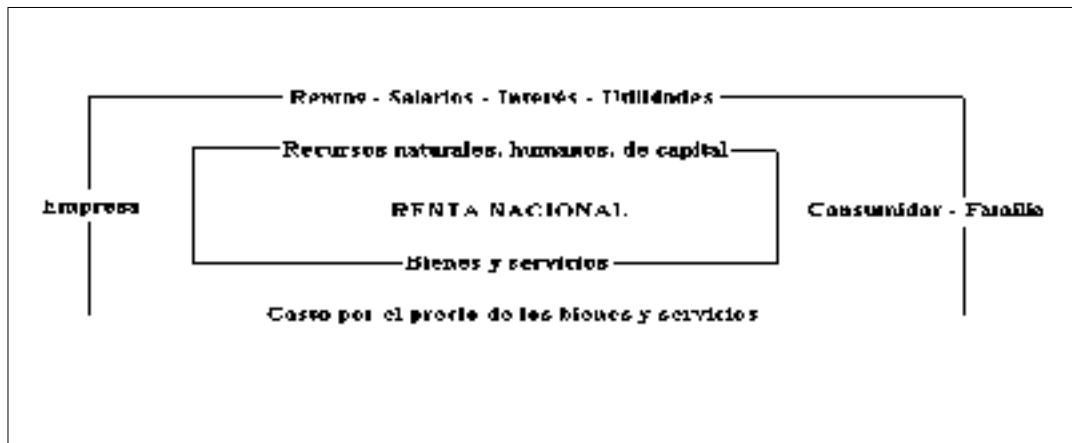 Rentas - Salarios - Interés - Utilidades
Recursos naturales, humanos, de capital
Empresa
RENTA NACIONAL
Consumidor - Familia
Bienes y servicios
Gasto por el precio de los bienes y servicios